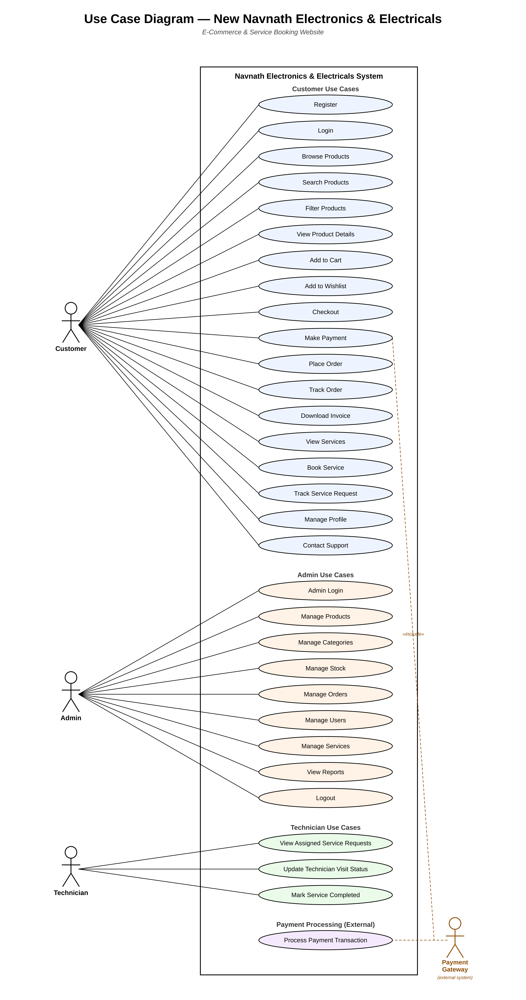 Use Case Diagram — New Navnath Electronics & Electricals
E-Commerce & Service Booking Website
Navnath Electronics & Electricals System
Customer Use Cases
Register
Login
Browse Products
Search Products
Filter Products
View Product Details
Add to Cart
Add to Wishlist
Checkout
Make Payment
Customer
Place Order
Track Order
Download Invoice
View Services
Book Service
Track Service Request
Manage Profile
Contact Support
Admin Use Cases
Admin Login
Manage Products
«include»
Manage Categories
Manage Stock
Manage Orders
Admin
Manage Users
Manage Services
View Reports
Logout
Technician Use Cases
View Assigned Service Requests
Update Technician Visit Status
Technician
Mark Service Completed
Payment Processing (External)
Process Payment Transaction
Payment
Gateway
(external system)